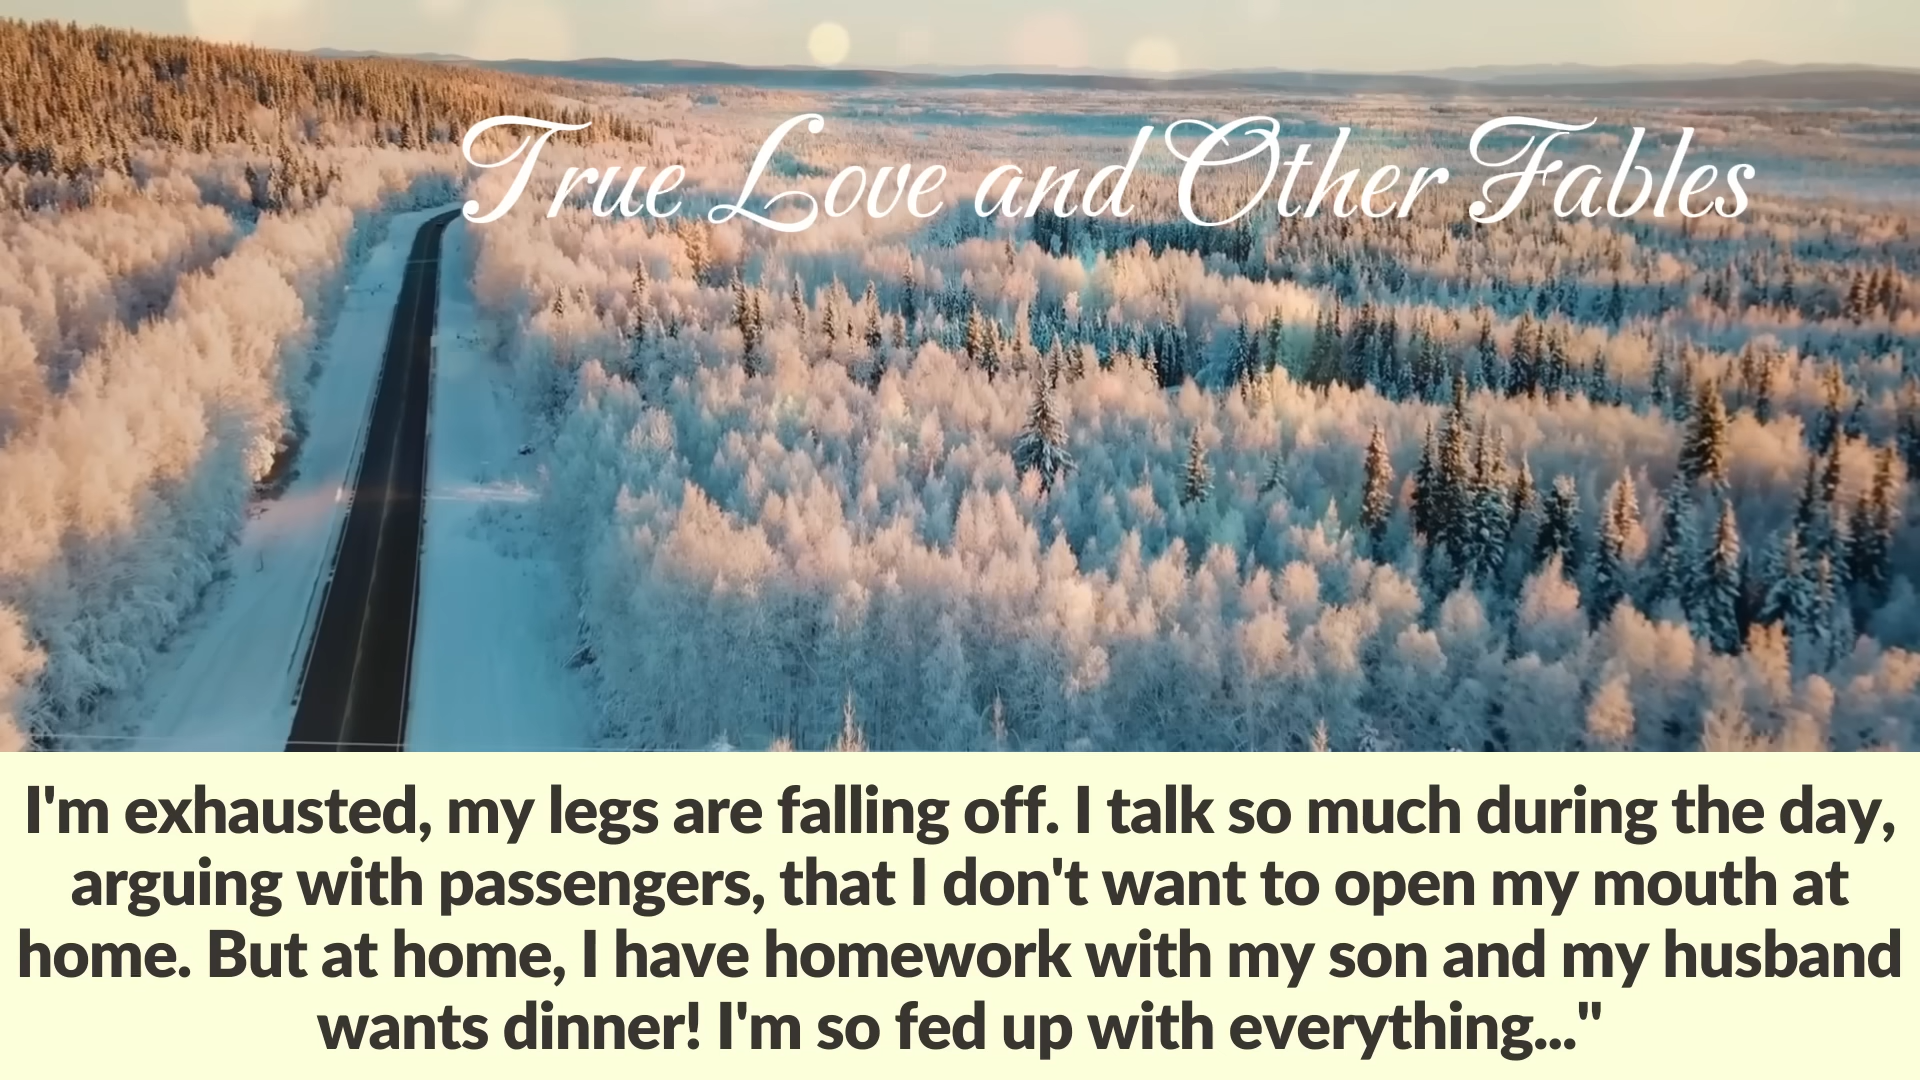 True Love and Other Fables
I'm exhausted, my legs are falling off. I talk so much during the day,
arguing with passengers, that I don't want to open my mouth at
home. But at home, I have homework with my son and my husband
wants dinner! I'm so fed up with everything..."